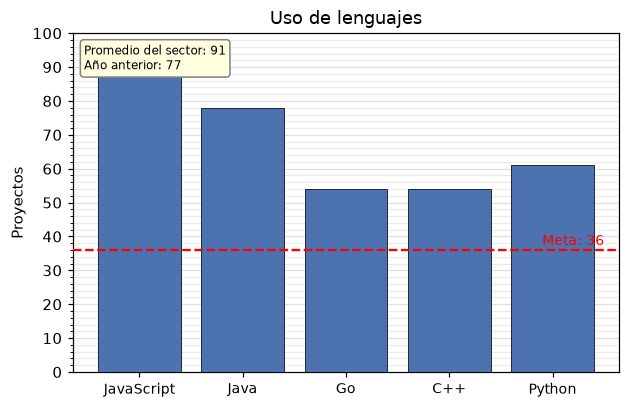 Uso de lenguajes
Promedio del sector: 91
Año anterior: 77
Meta: 36
Proyectos
100
90
80
70
60
50
40
30
20
10
0
JavaScript
Java
Go
C++
Python